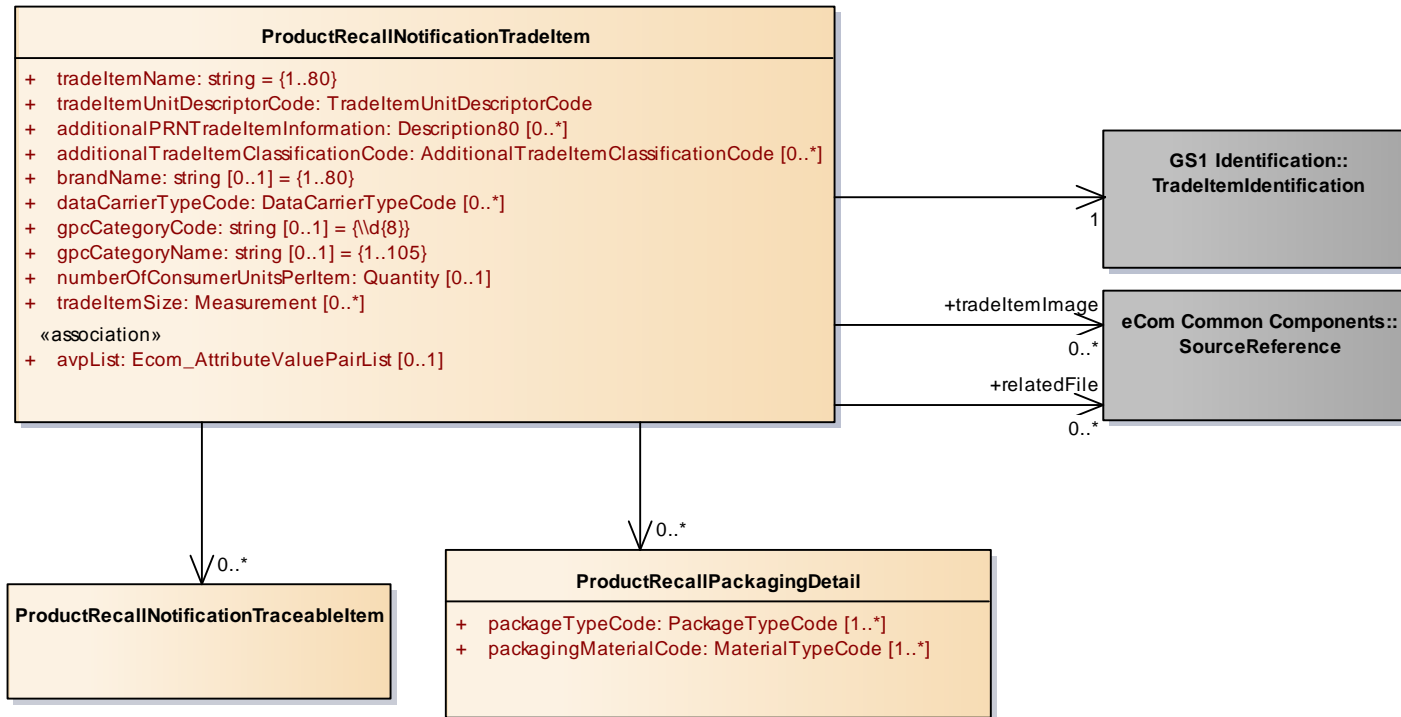 ProductRecallNotificationTradeItem
+ tradeItemName: string = {1..80}
+ tradeItemUnitDescriptorCode: TradeItemUnitDescriptorCode
+ additionalPRNTradeItemInformation: Description80 [0..*]
+ additionalTradeItemClassificationCode: AdditionalTradeItemClassificationCode [0..*]
+ brandName: string [0..1] = {1..80}
+ dataCarrierTypeCode: DataCarrierTypeCode [0..*]
+ gpcCategoryCode: string [0..1] = {\\d{8}}
+ gpcCategoryName: string [0..1] = {1..105}
+ numberOfConsumerUnitsPerItem: Quantity [0..1]
+ tradeItemSize: Measurement [0..*]
«association»
+ avpList: Ecom_AttributeValuePairList [0..1]
1
GS1 Identification::
TradeItemIdentification
+tradeItemImage
0..*
+relatedFile
0..*
eCom Common Components::
SourceReference
0..*
ProductRecallNotificationTraceableItem
0..*
ProductRecallPackagingDetail
+ packageTypeCode: PackageTypeCode [1..*]
+ packagingMaterialCode: MaterialTypeCode [1..*]